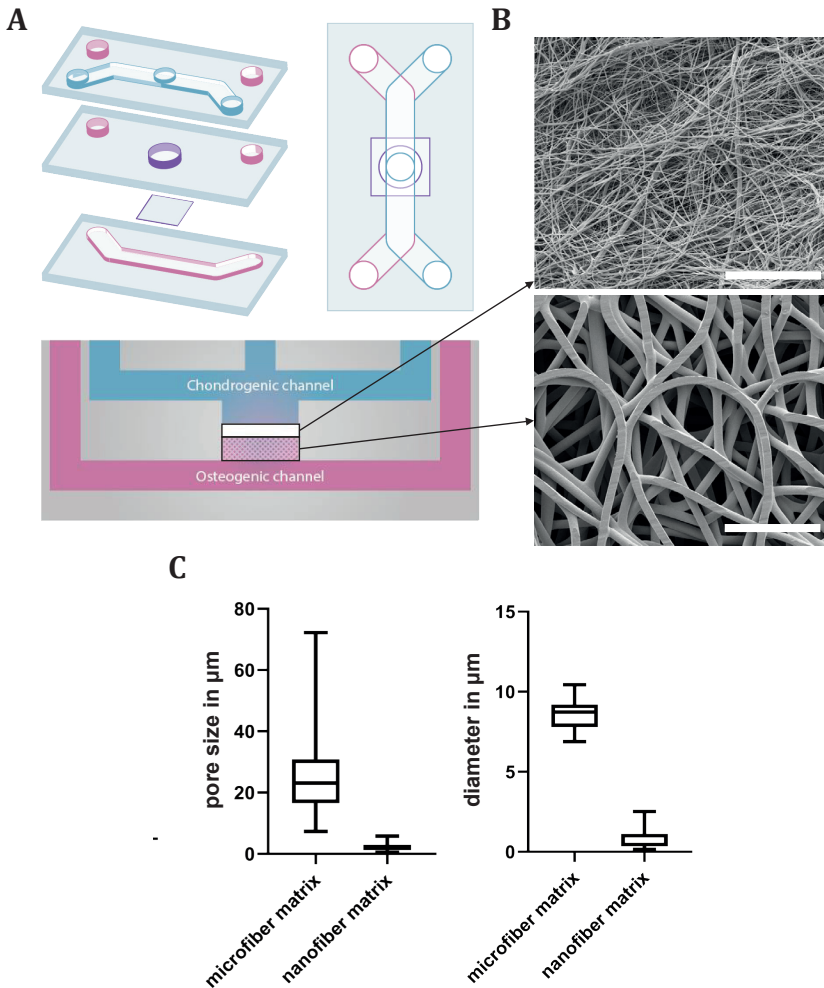 A
B
Chondrogenic channel
Osteogenic channel
C
pore size in µm
80
60
40
20
0
microfiber matrix
nanofiber matrix
diameter in µm
15
10
5
0
microfiber matrix
nanofiber matrix
-